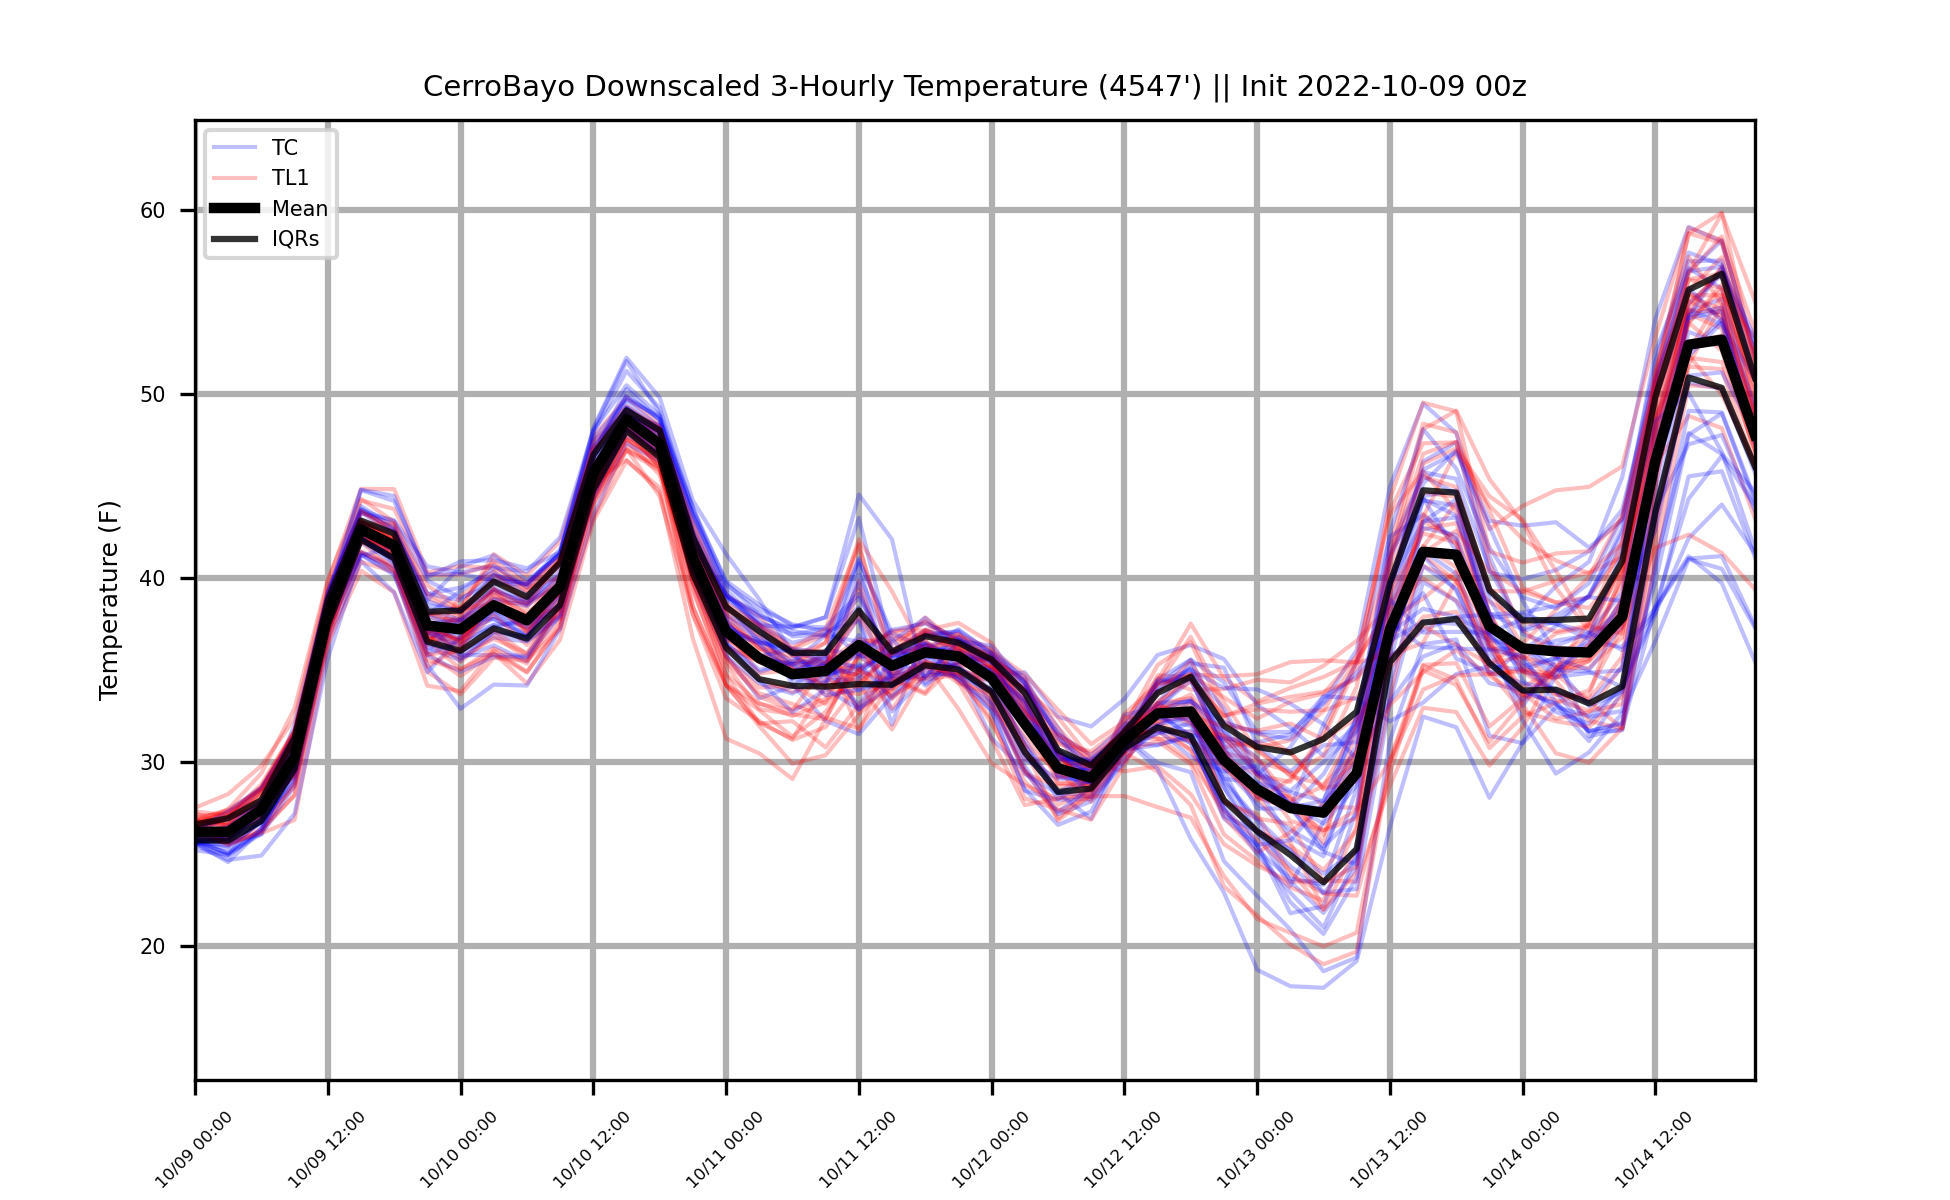 CerroBayo Downscaled 3-Hourly Temperature (4547') || Init 2022-10-09 00z
TC
TL1
Mean
IQRs
Temperature (F)
60
50
40
30
20
10/09 00:00
10/09 12:00
10/10 00:00
10/10 12:00
10/11 00:00
10/11 12:00
10/12 00:00
10/12 12:00
10/13 00:00
10/13 12:00
10/14 00:00
10/14 12:00